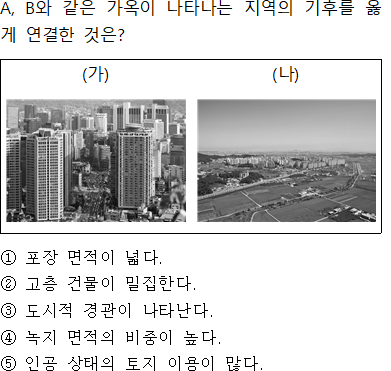 A, B와 같은 가옥이 나타나는 지역의 기후를 옳
게 연결한 것은?
(가) (나)
① 포장 면적이 넓다.
② 고층 건물이 밀집한다.
③ 도시적 경관이 나타난다.
④ 녹지 면적의 비중이 높다.
⑤ 인공 상태의 토지 이용이 많다.